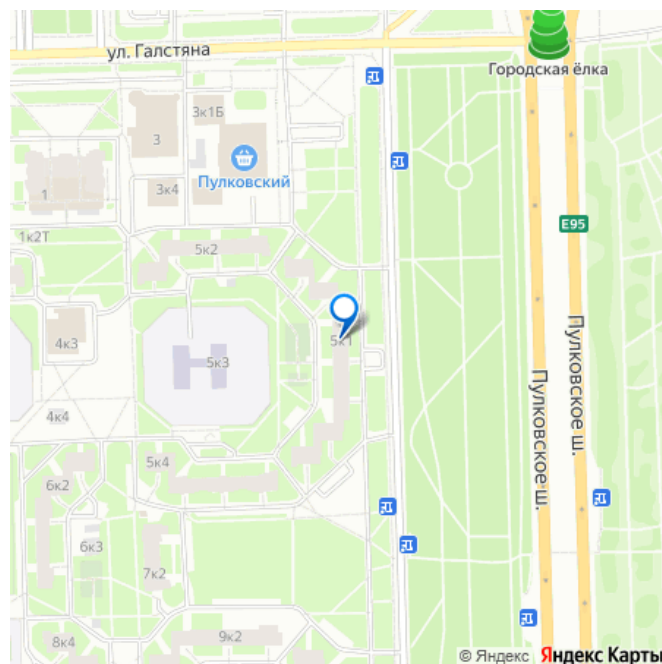 ул. Галстяна
Городская ёлка
3к1Б
3
Пулковский
3к4
1
1к2Т
5к2
E95
5к1
4к3
5к3
Пулковское ш.
Пулковское ш.
4к4
5к4
6к2
6к3
7к2
9к2
8к4
© Яндекс Яндекс Карты